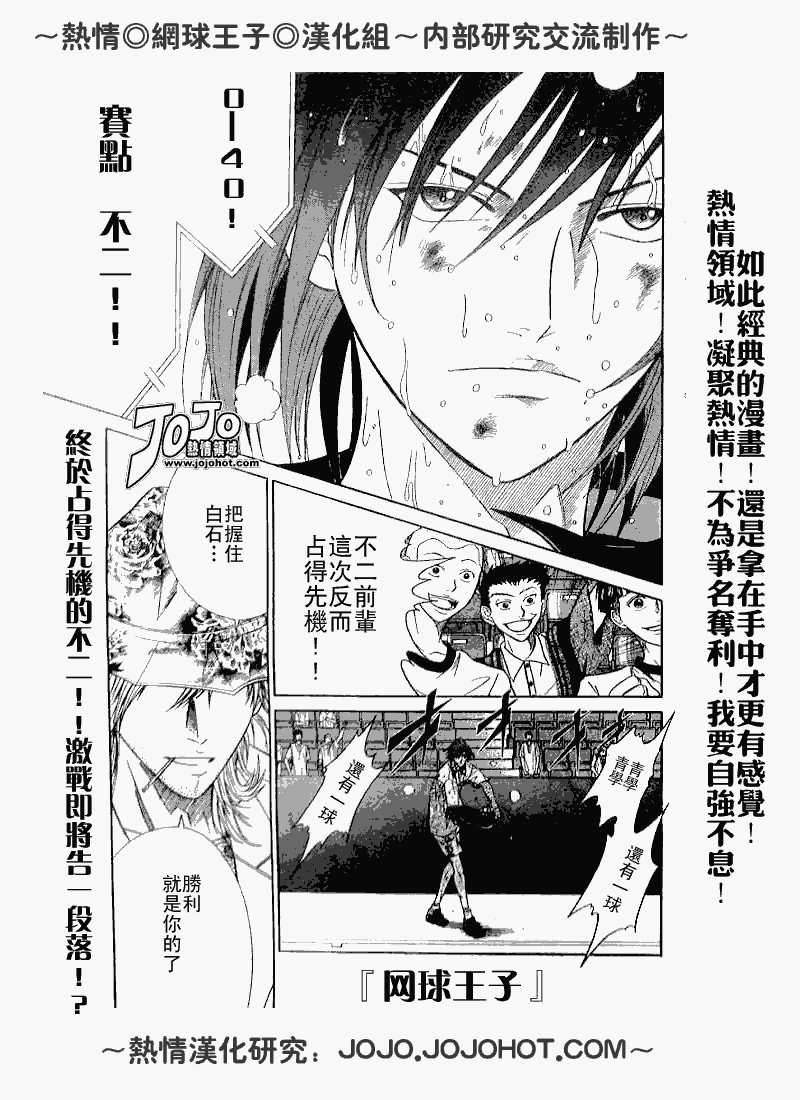 ～熱情◎網球王子◎漢化組～内部研究交流制作～
如此經典的漫畫！還是拿在手中才更有感覺！
熱情領域！凝聚熱情！不為爭名奪利！我要自強不息！
0-40！
賽點 不二！！
JOJO
熱情領域
www.jojohot.com
終於占得先機的不二！！激戰即將告一段落！？
不二前輩
這次反而
占得先機！！
把握住
白石…
青學
青學
還有一球
還有一球
勝利
就是你的了
『网球王子』
～熱情漢化研究：JOJO.JOJOHOT.COM～